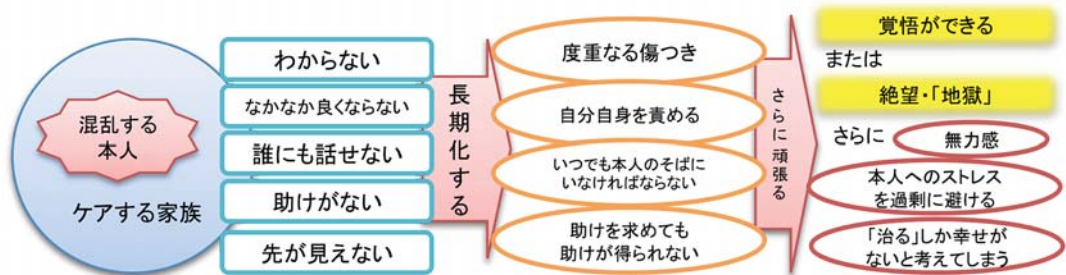 混乱する
本人
ケアする家族
わからない
なかなか良くならない
誰にも話せない
助けがない
先が見えない
長期化する
度重なる傷つき
自分自身を責める
いつでも本人のそばに
いなければならない
助けを求めても
助けが得られない
さらに頑張る
覚悟ができる
または
絶望・「地獄」
さらに
無力感
本人へのストレス
を過剰に避ける
「治る」しか幸せが
ないと考えてしまう